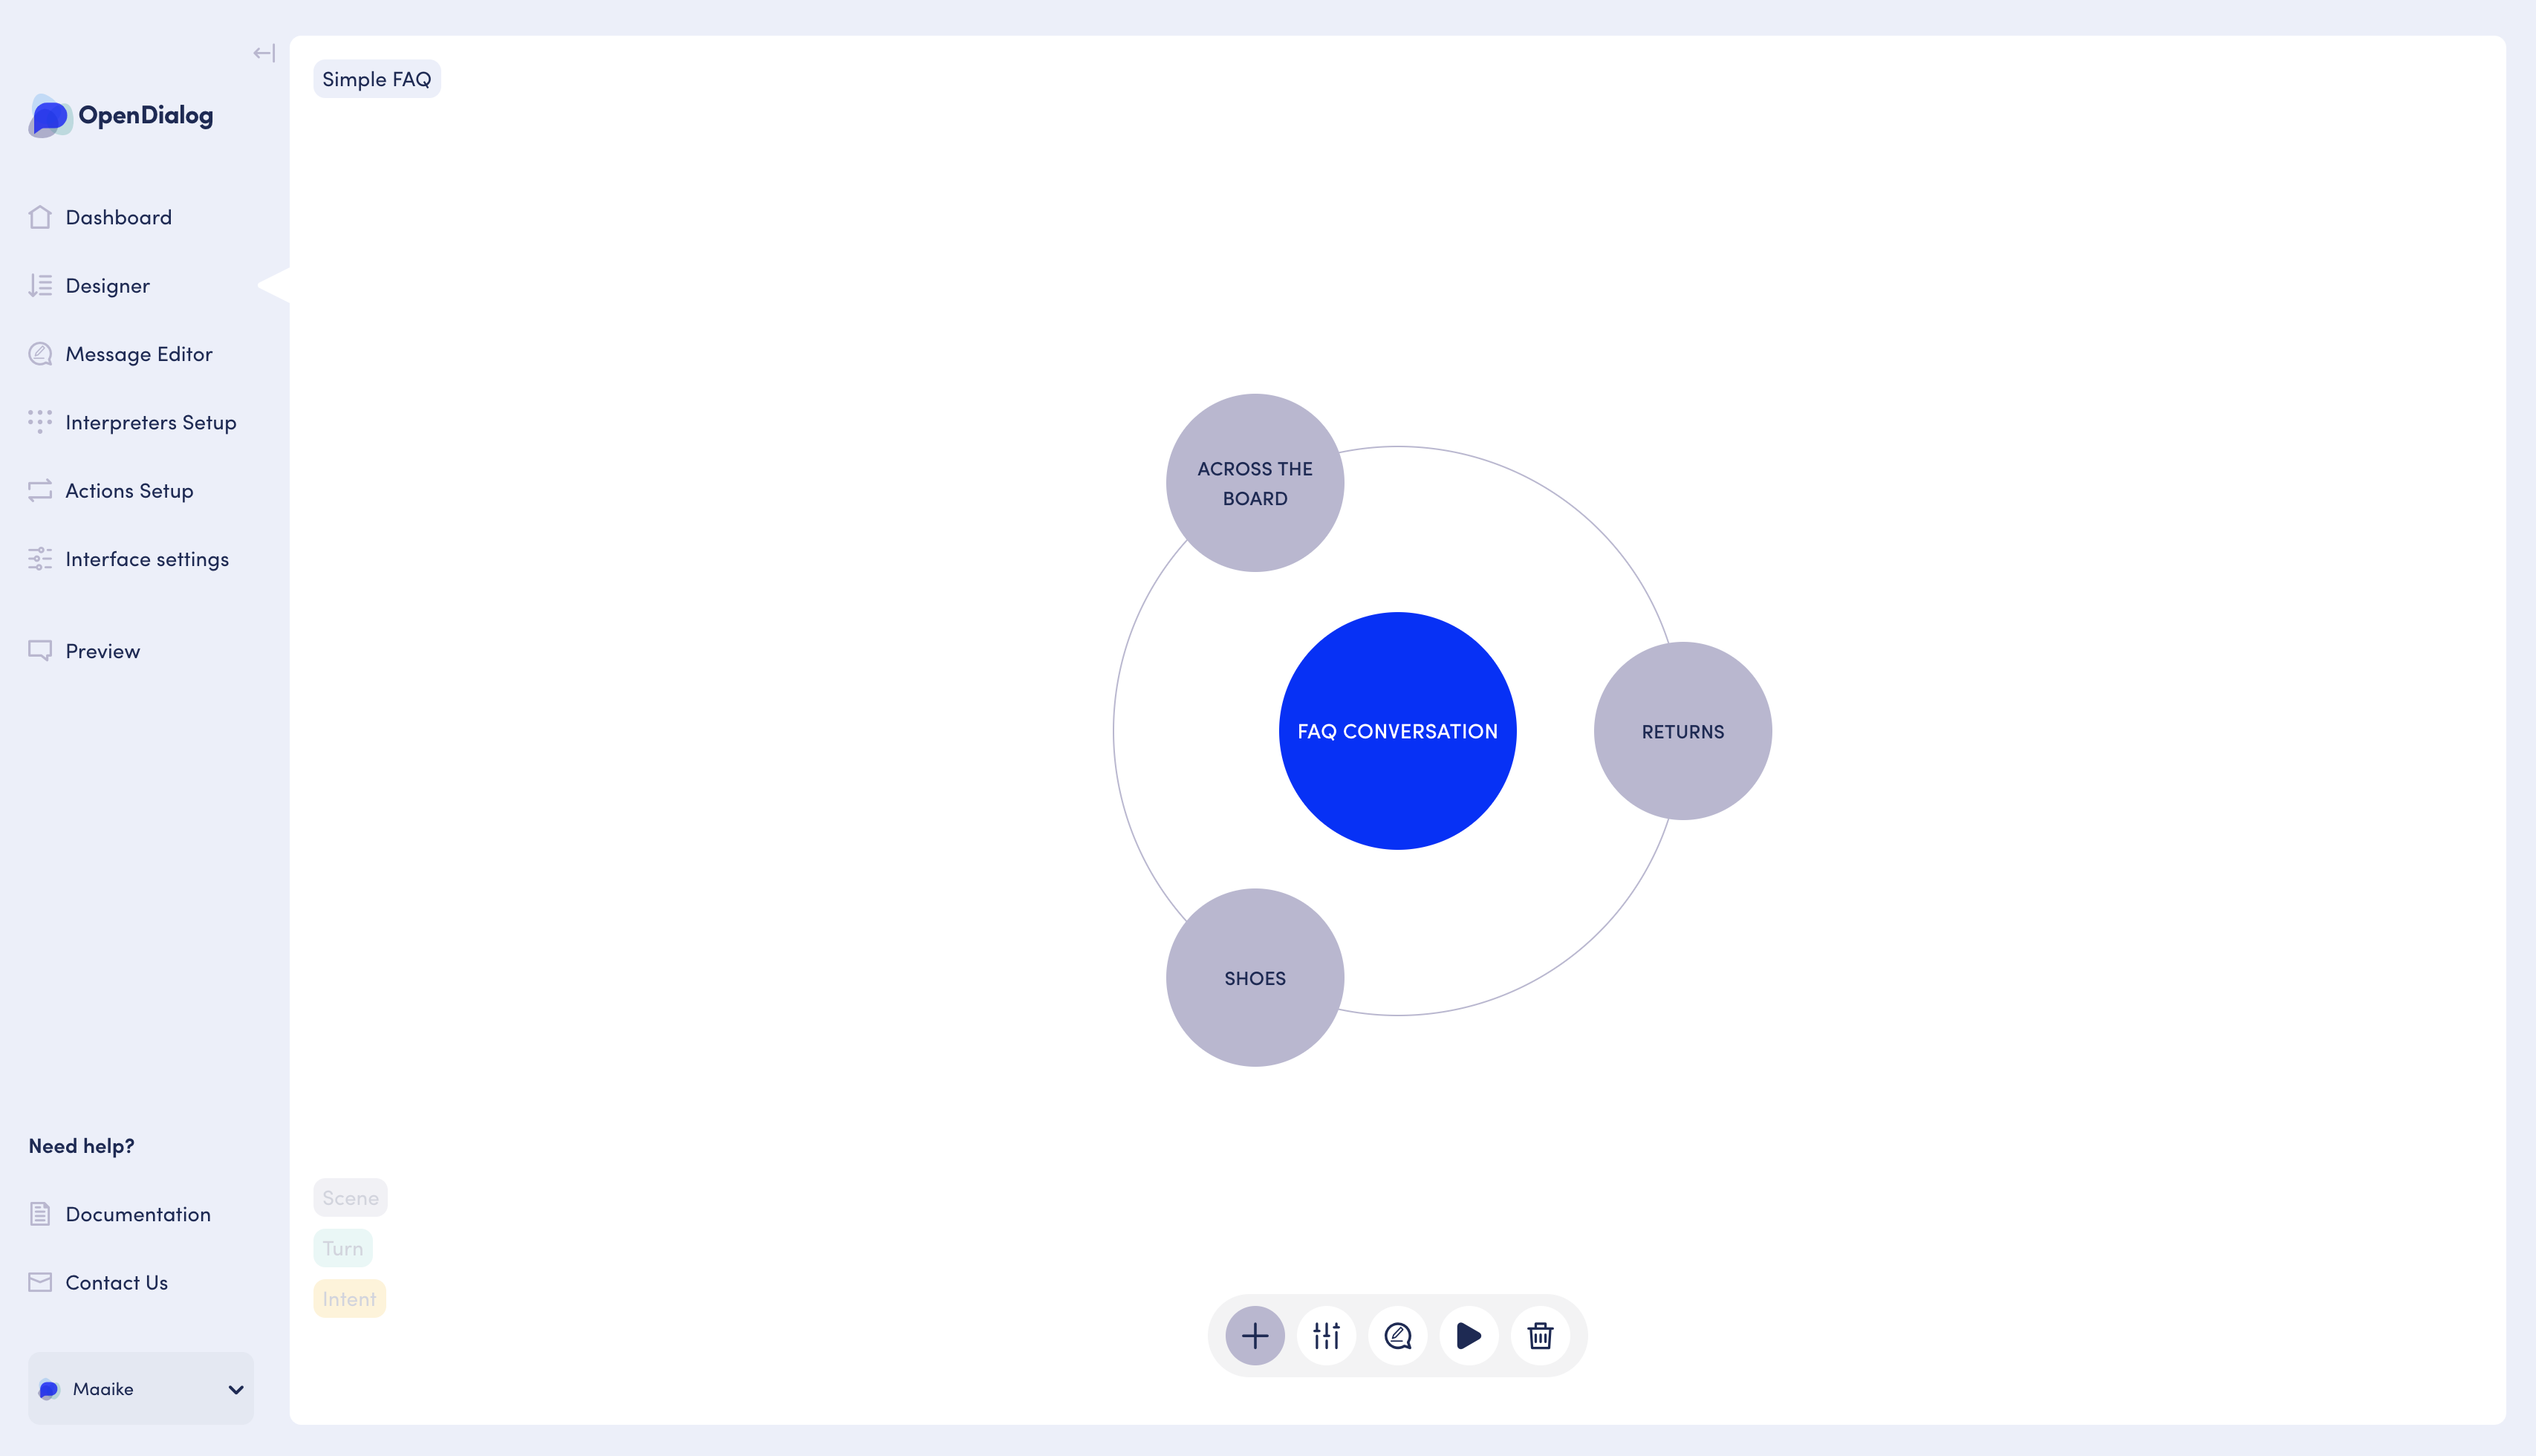 OpenDialog
Dashboard
Designer
Message Editor
Interpreters Setup
Actions Setup
Interface settings
Preview
Need help?
Documentation
Contact Us
Maaike
Simple FAQ
ACROSS THE
BOARD
FAQ CONVERSATION
RETURNS
SHOES
Scene
Turn
Intent